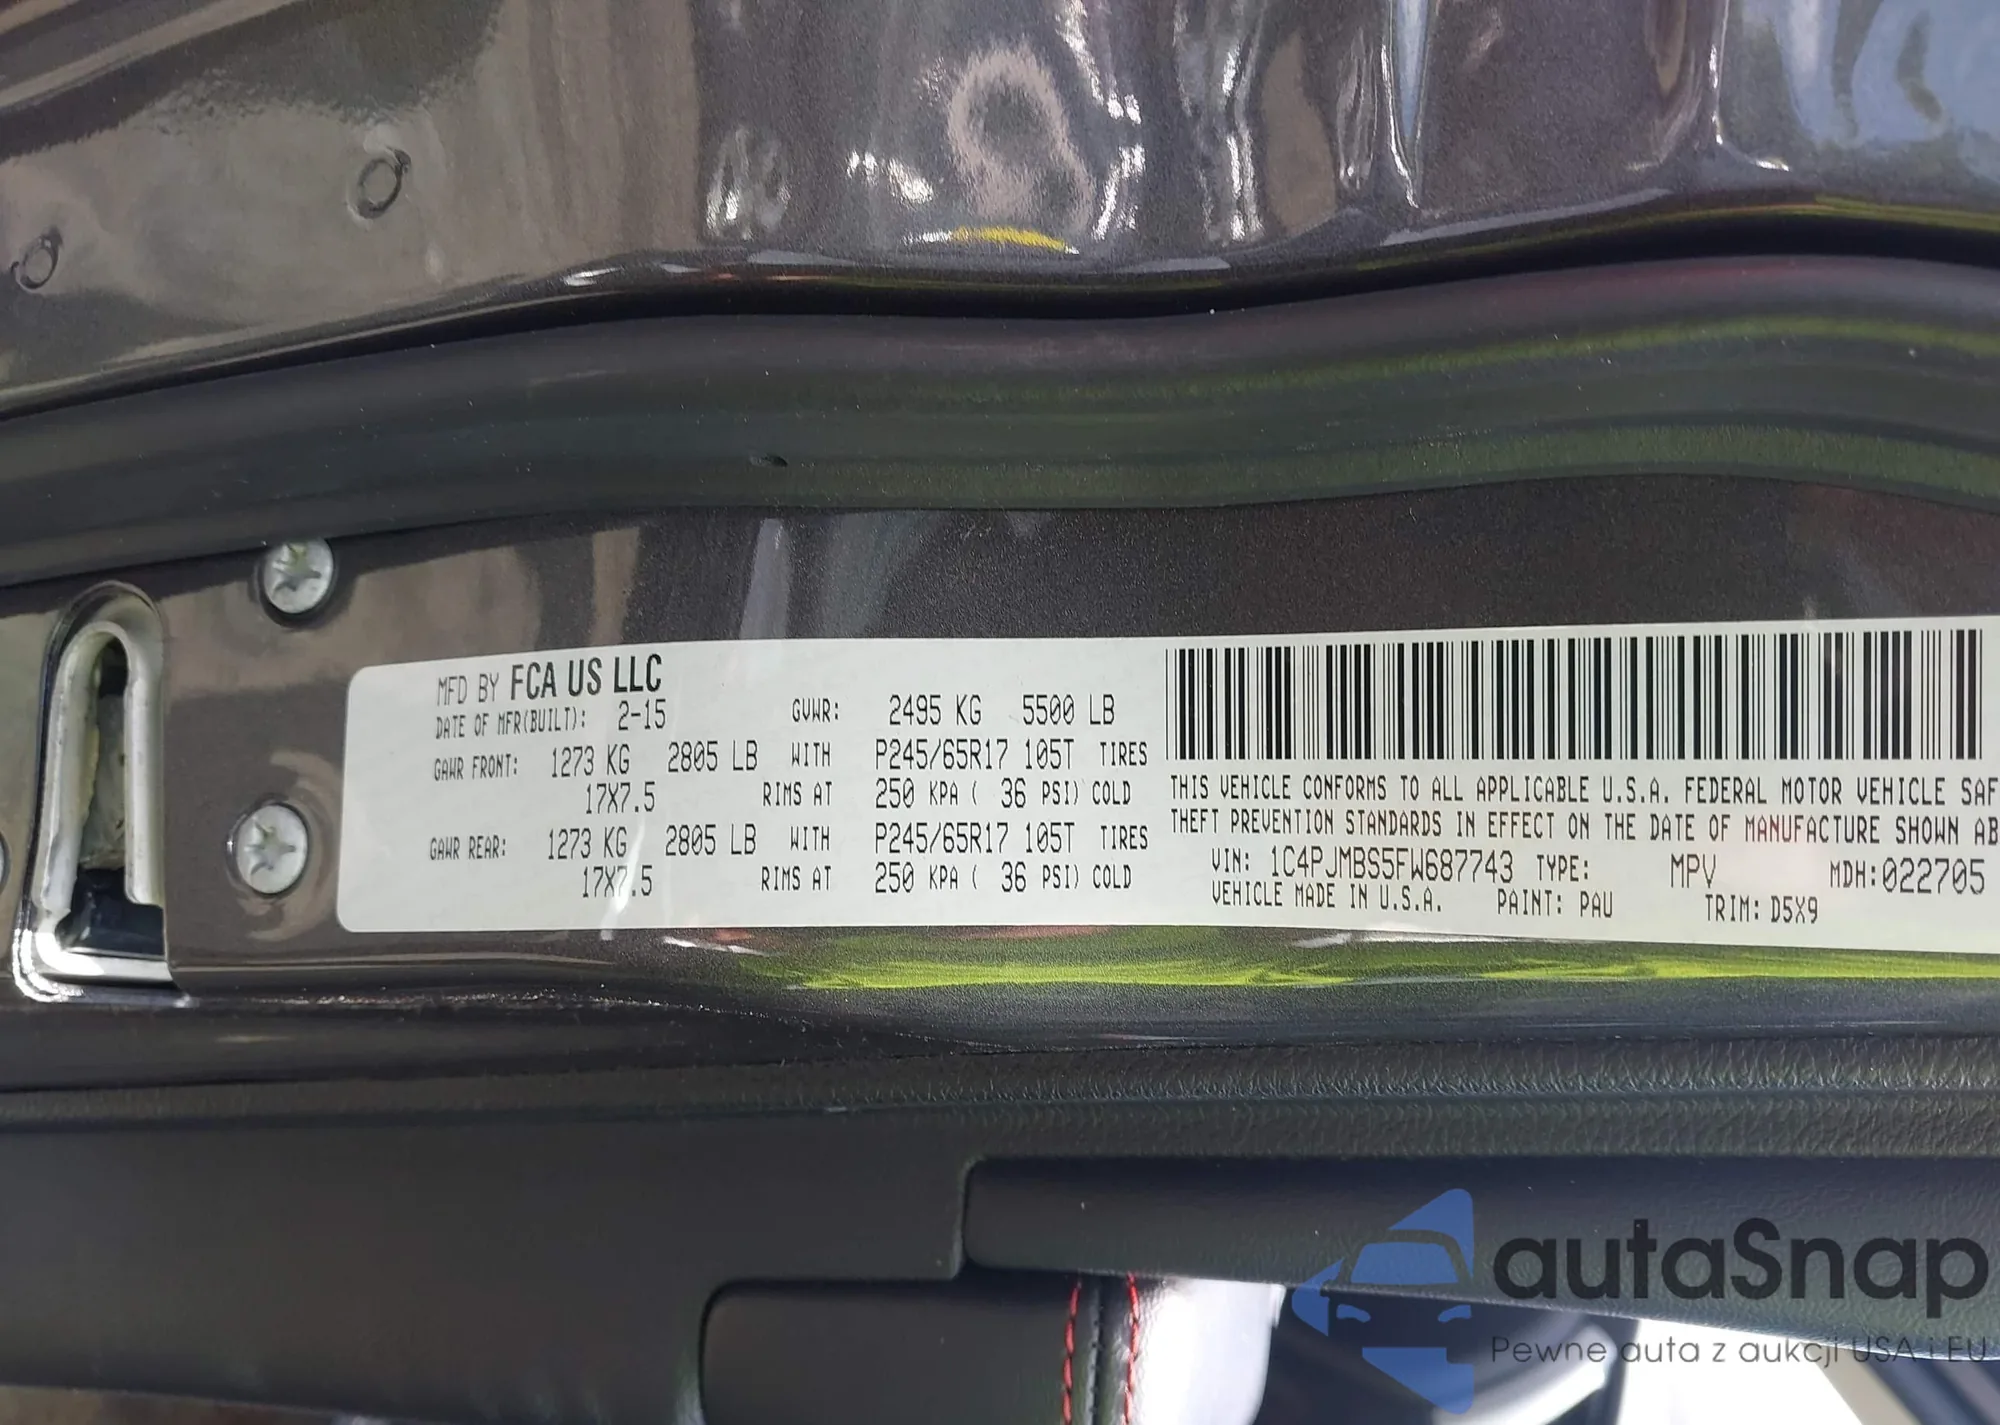 MFD BY FCA US LLC
DATE OF MFR(BUILT): 2-15 GVWR: 2495 KG 5500 LB
GAWR FRONT: 1273 KG 2805 LB WITH P245/65R17 105T TIRES
17X7.5 RIMS AT 250 KPA ( 36 PSI) COLD
GAWR REAR: 1273 KG 2805 LB WITH P245/65R17 105T TIRES
17X7.5 RIMS AT 250 KPA ( 36 PSI) COLD
THIS VEHICLE CONFORMS TO ALL APPLICABLE U.S.A. FEDERAL MOTOR VEHICLE SAF
THEFT PREVENTION STANDARDS IN EFFECT ON THE DATE OF MANUFACTURE SHOWN AB
VIN: 1C4PJMBS5FW687743 TYPE: MPV MDH:022705
VEHICLE MADE IN U.S.A. PAINT: PAU TRIM: D5X9
autaSnap
Pewne auta z aukcji USA i EU